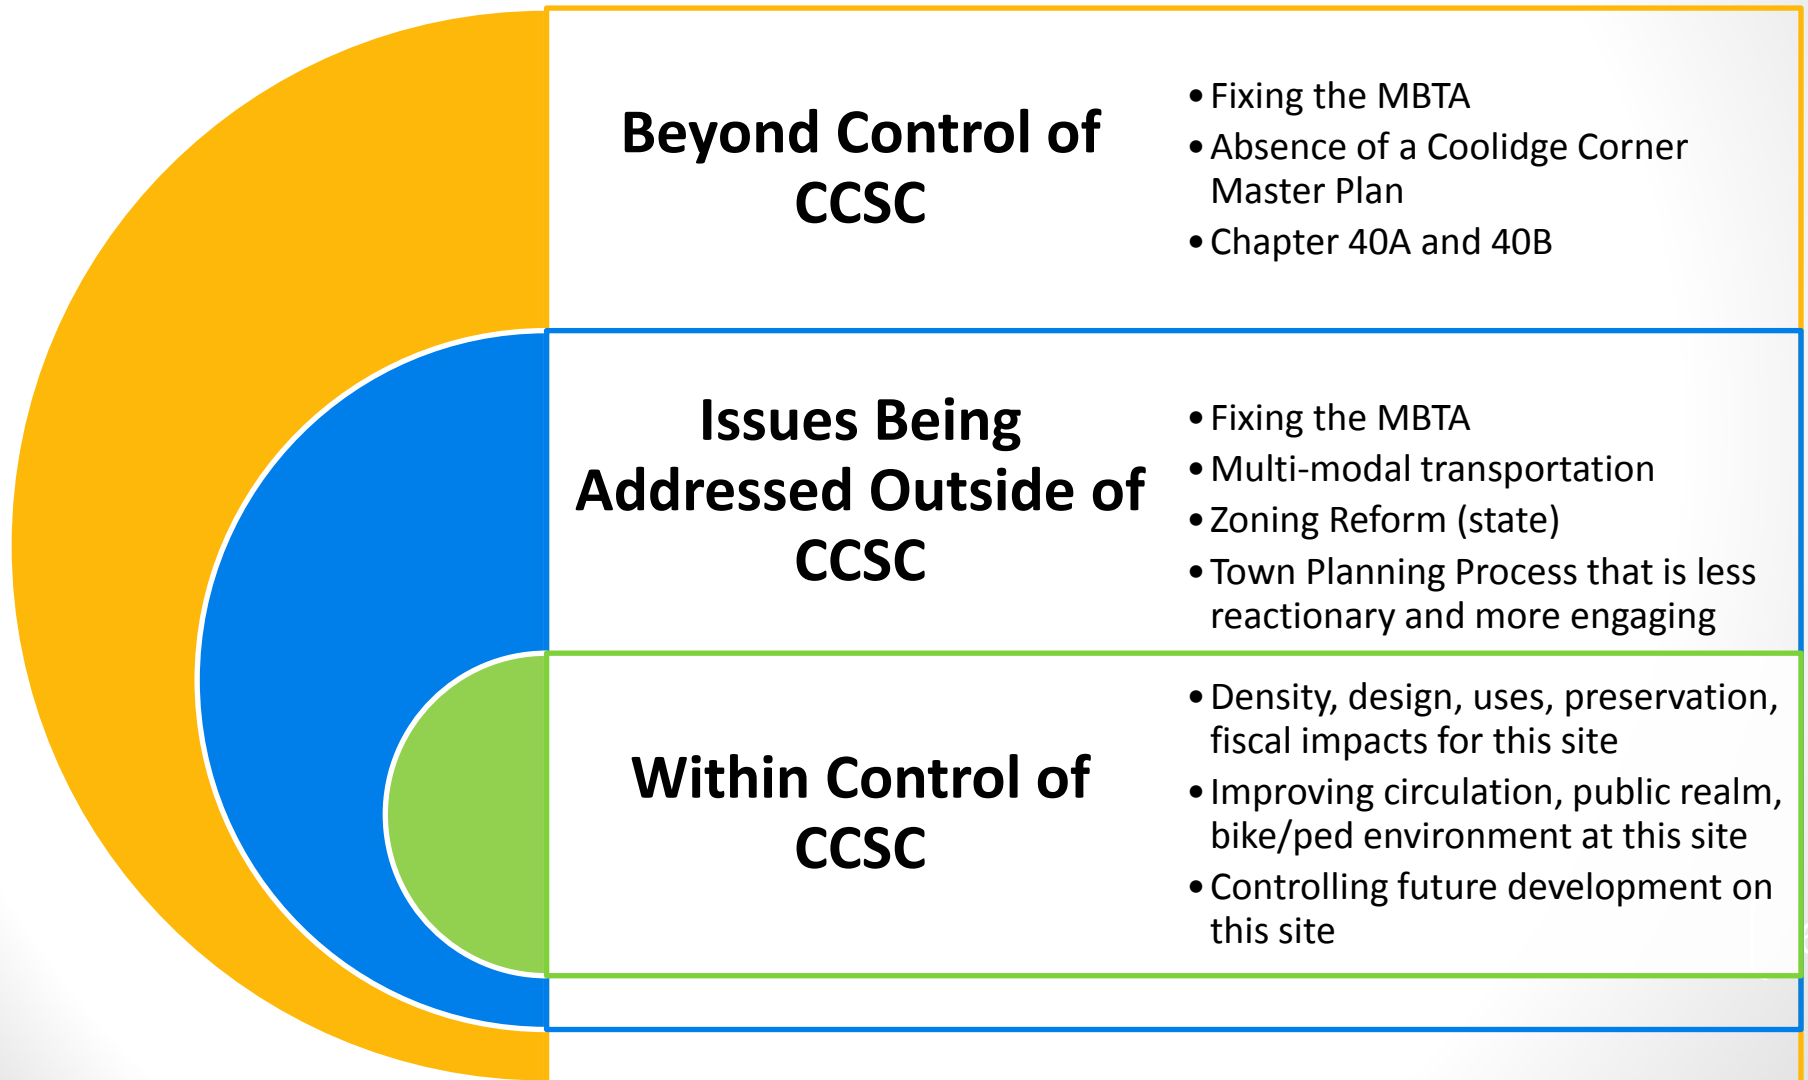 Beyond Control of
CCSC
• Fixing the MBTA
• Absence of a Coolidge Corner
Master Plan
• Chapter 40A and 40B
Issues Being
Addressed Outside of
CCSC
• Fixing the MBTA
• Multi-modal transportation
• Zoning Reform (state)
• Town Planning Process that is less
reactionary and more engaging
Within Control of
CCSC
• Density, design, uses, preservation,
fiscal impacts for this site
• Improving circulation, public realm,
bike/ped environment at this site
• Controlling future development on
this site